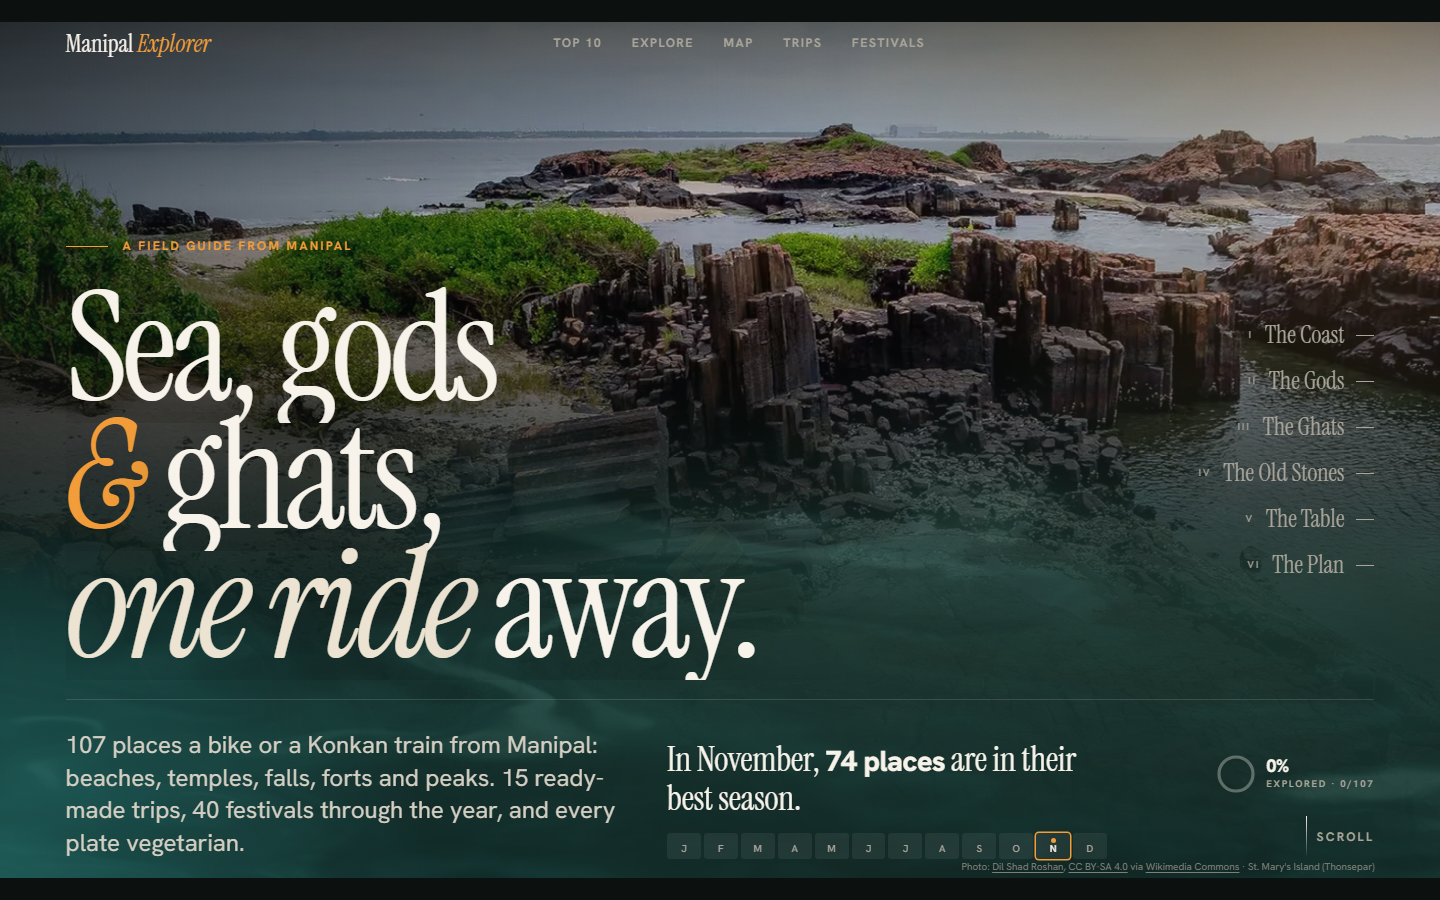 Manipal Explorer
TOP 10 EXPLORE MAP TRIPS FESTIVALS
A FIELD GUIDE FROM MANIPAL
Sea, gods
& ghats,
one ride away.
I The Coast
II The Gods
III The Ghats
IV The Old Stones
V The Table
VI The Plan
107 places a bike or a Konkan train from Manipal:
beaches, temples, falls, forts and peaks. 15 ready-
made trips, 40 festivals through the year, and every
plate vegetarian.
In November, 74 places are in their
best season.
J F M A M J J A S O N D
0%
EXPLORED · 0/107
SCROLL
Photo: Dil Shad Roshan, CC BY-SA 4.0 via Wikimedia Commons · St. Mary's Island (Thonsepar)